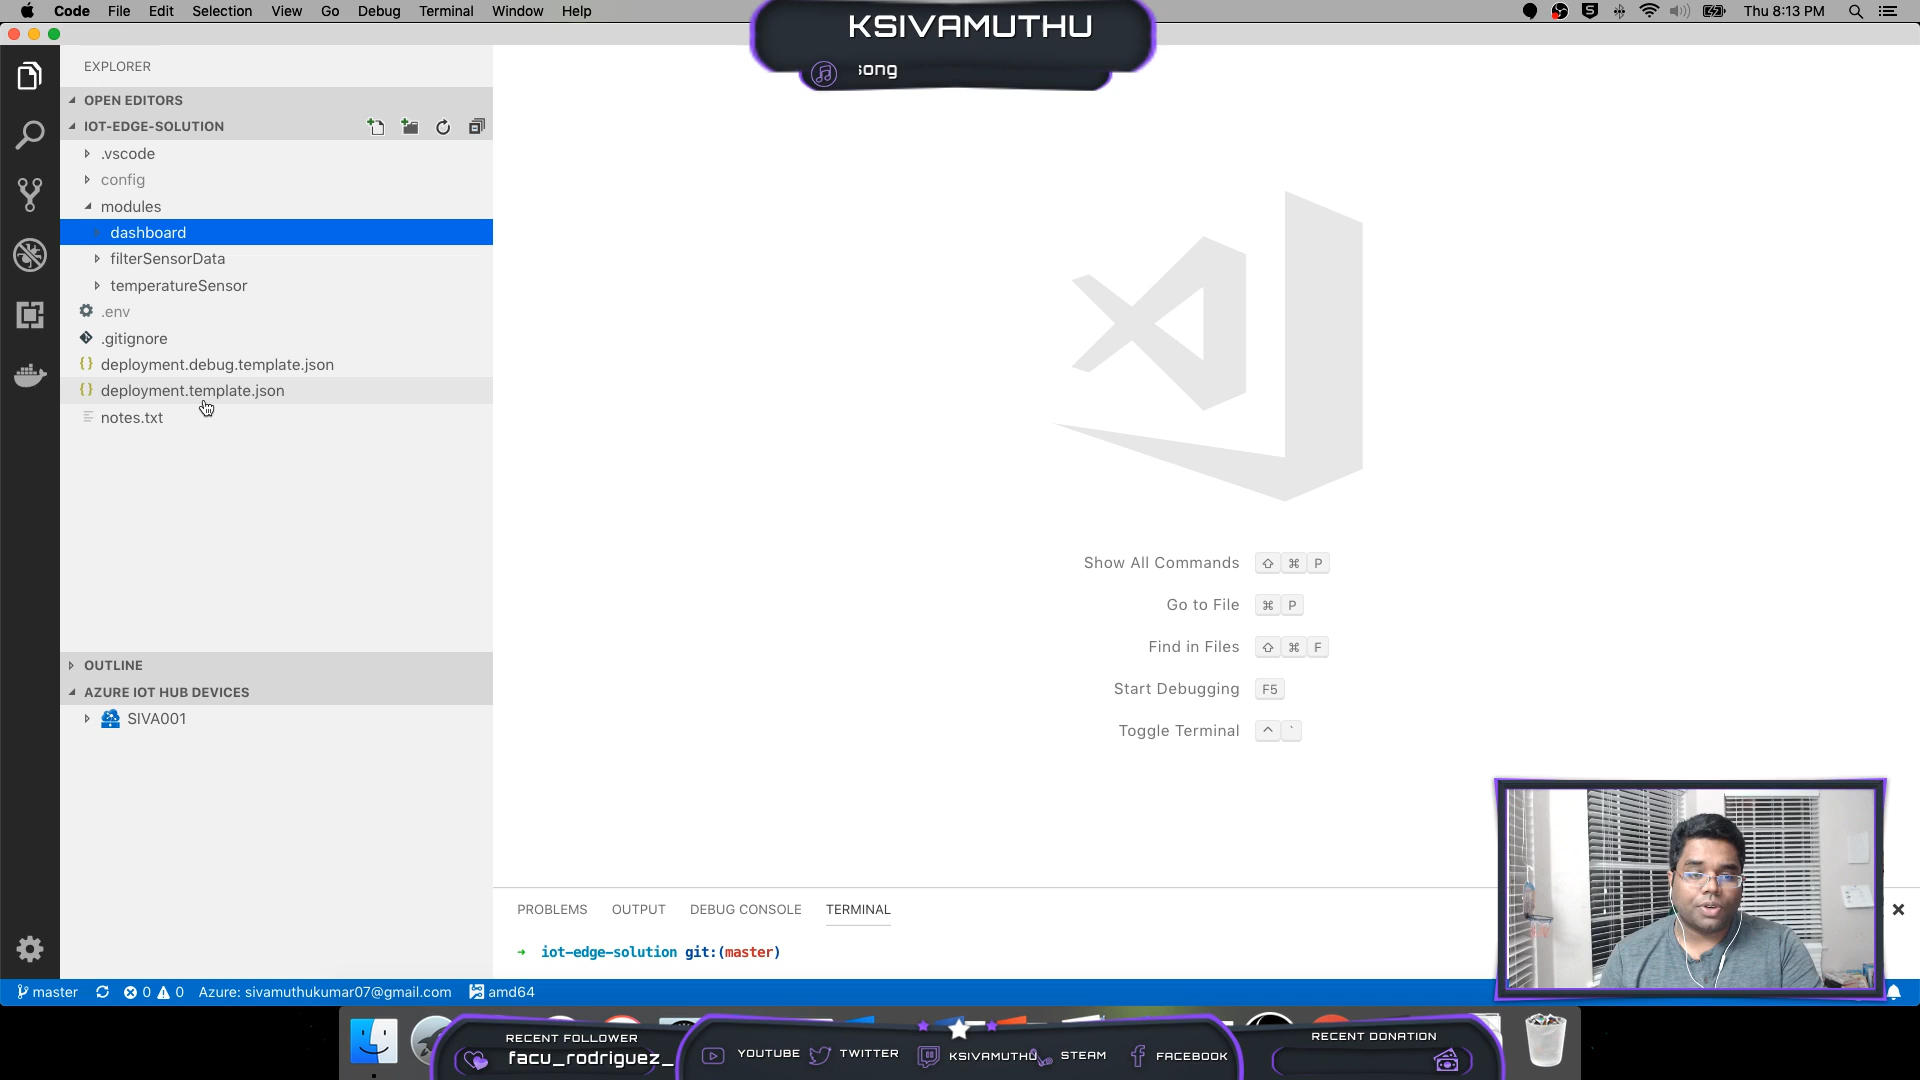 Code File Edit Selection View Go Debug Terminal Window Help
Thu 8:13 PM
KSIVAMUTHU
song
EXPLORER
OPEN EDITORS
IOT-EDGE-SOLUTION
.vscode
config
modules
dashboard
filterSensorData
temperatureSensor
.env
.gitignore
deployment.debug.template.json
deployment.template.json
notes.txt
OUTLINE
AZURE IOT HUB DEVICES
SIVA001
Show All Commands ⇧ ⌘ P
Go to File ⌘ P
Find in Files ⇧ ⌘ F
Start Debugging F5
Toggle Terminal ^ `
PROBLEMS OUTPUT DEBUG CONSOLE TERMINAL
→ iot-edge-solution git:(master)
master 0 0 Azure: sivamuthukumar07@gmail.com amd64
RECENT FOLLOWER
facu_rodriguez_
YOUTUBE TWITTER KSIVAMUTHU STEAM FACEBOOK
RECENT DONATION